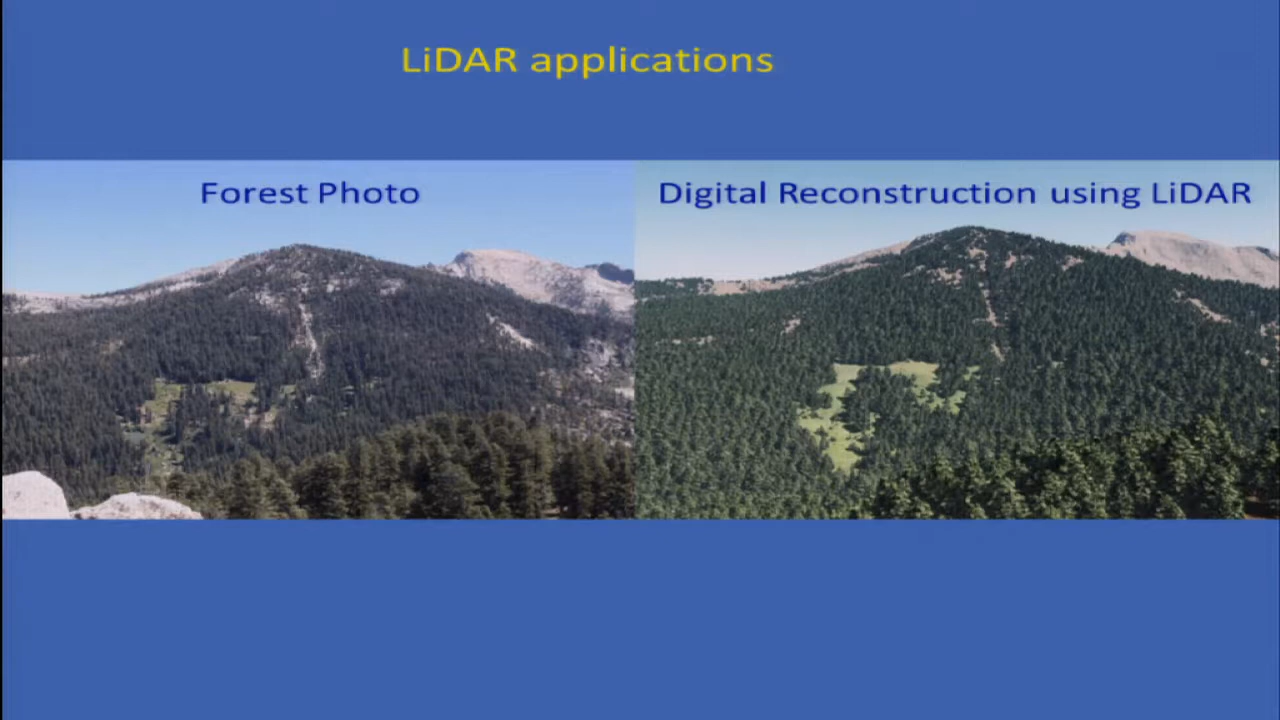 LiDAR applications
Forest Photo
Digital Reconstruction using LiDAR